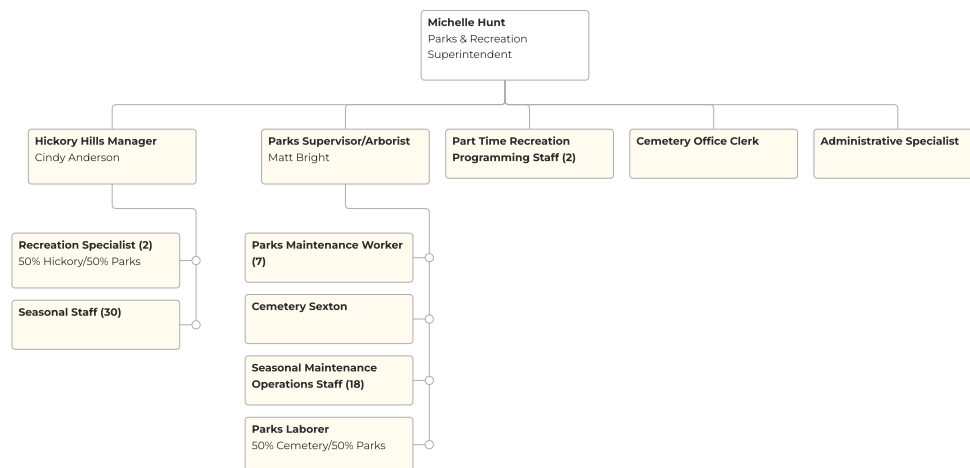 Michelle Hunt
Parks & Recreation
Superintendent
Hickory Hills Manager
Cindy Anderson
Parks Supervisor/Arborist
Matt Bright
Part Time Recreation
Programming Staff (2)
Cemetery Office Clerk
Administrative Specialist
Recreation Specialist (2)
50% Hickory/50% Parks
Seasonal Staff (30)
Parks Maintenance Worker
(7)
Cemetery Sexton
Seasonal Maintenance
Operations Staff (18)
Parks Laborer
50% Cemetery/50% Parks